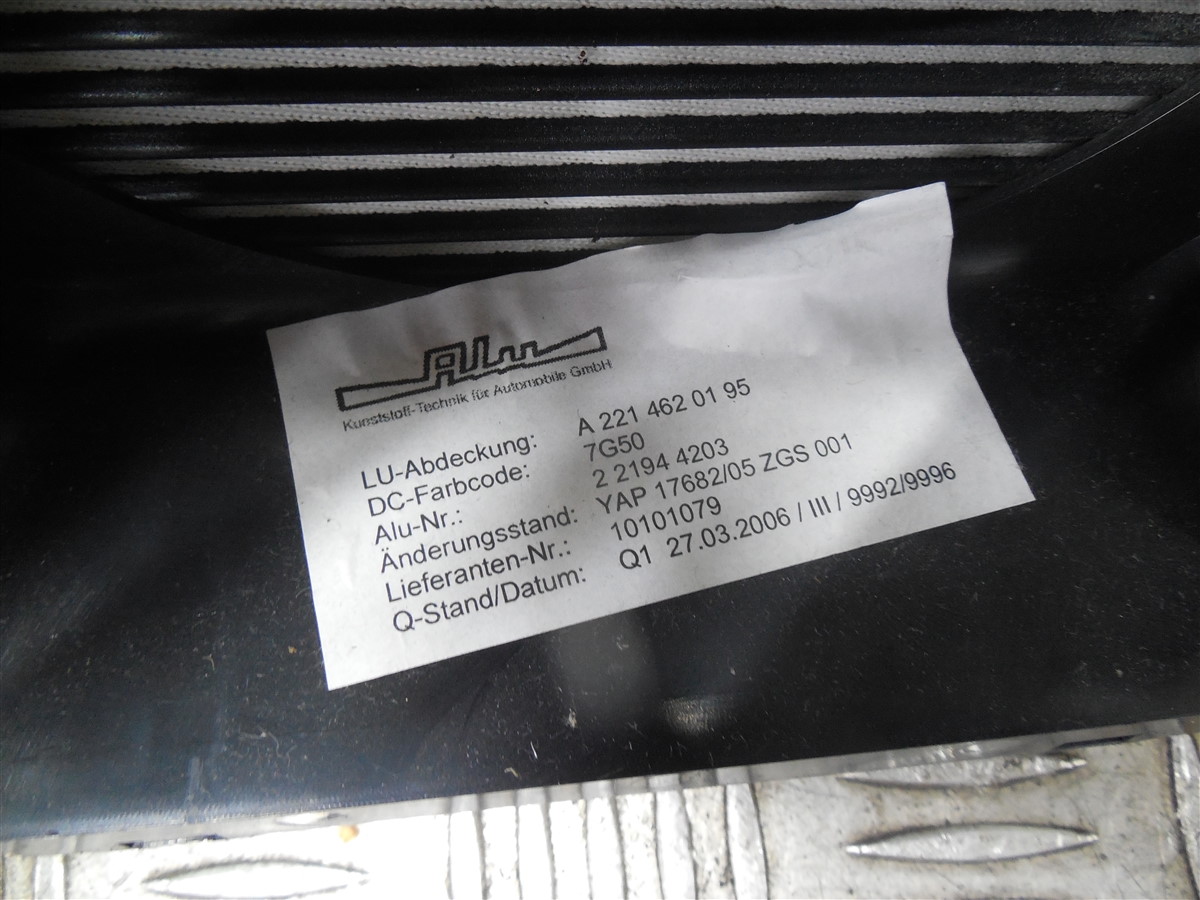 Alu
Kunststoff-Technik für Automobile GmbH
LU-Abdeckung: A 221 462 01 95
DC-Farbcode: 7G50
Alu-Nr.: 2 2194 4203
Änderungsstand: YAP 17682/05 ZGS 001
Lieferanten-Nr.: 10101079
Q-Stand/Datum: Q1 27.03.2006 / III / 9992/9996